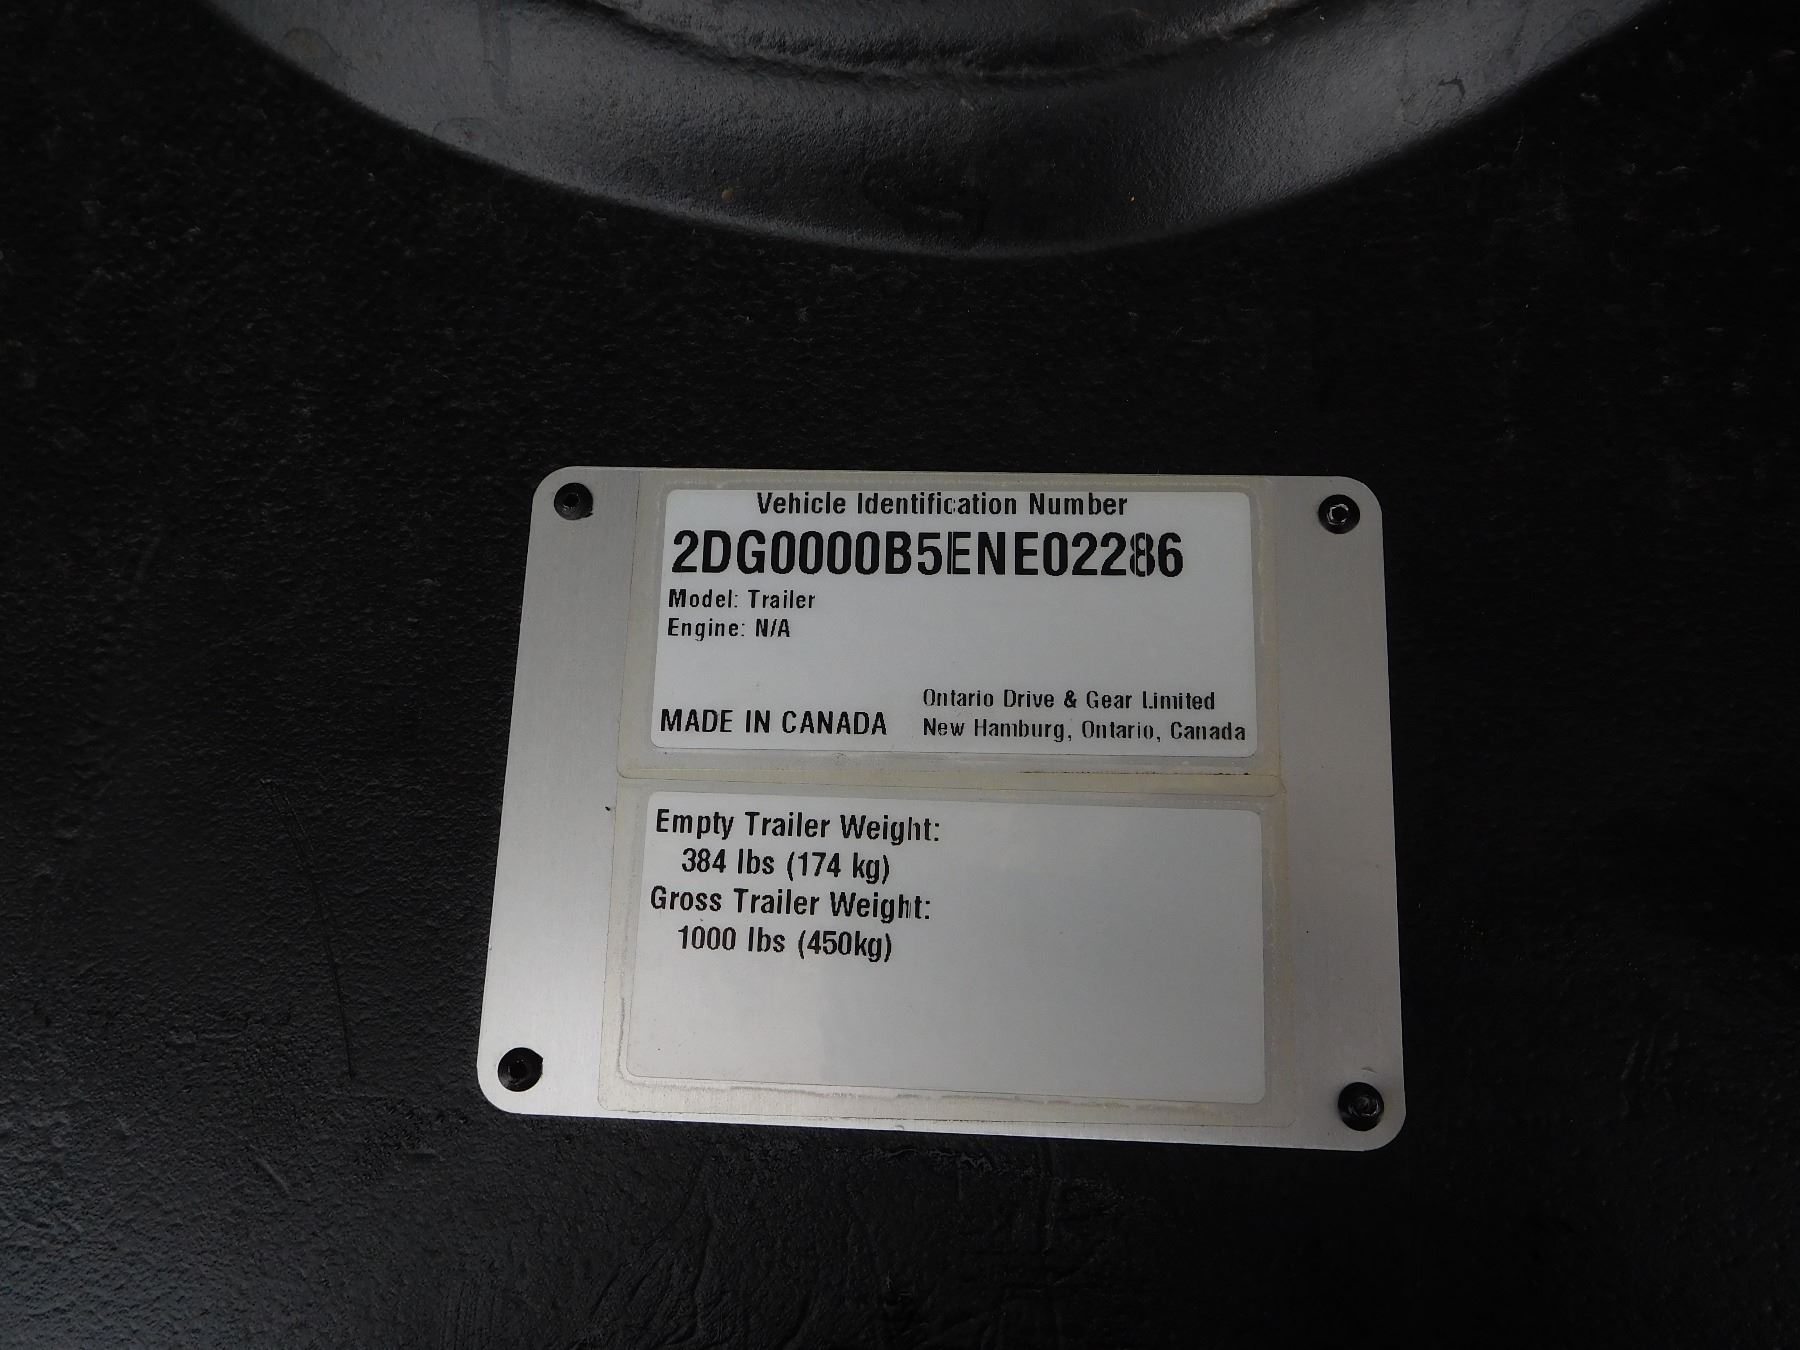 Vehicle Identification Number
2DG0000B5ENE02286
Model: Trailer
Engine: N/A
Ontario Drive & Gear Limited
MADE IN CANADA New Hamburg, Ontario, Canada
Empty Trailer Weight:
384 lbs (174 kg)
Gross Trailer Weight:
1000 lbs (450kg)